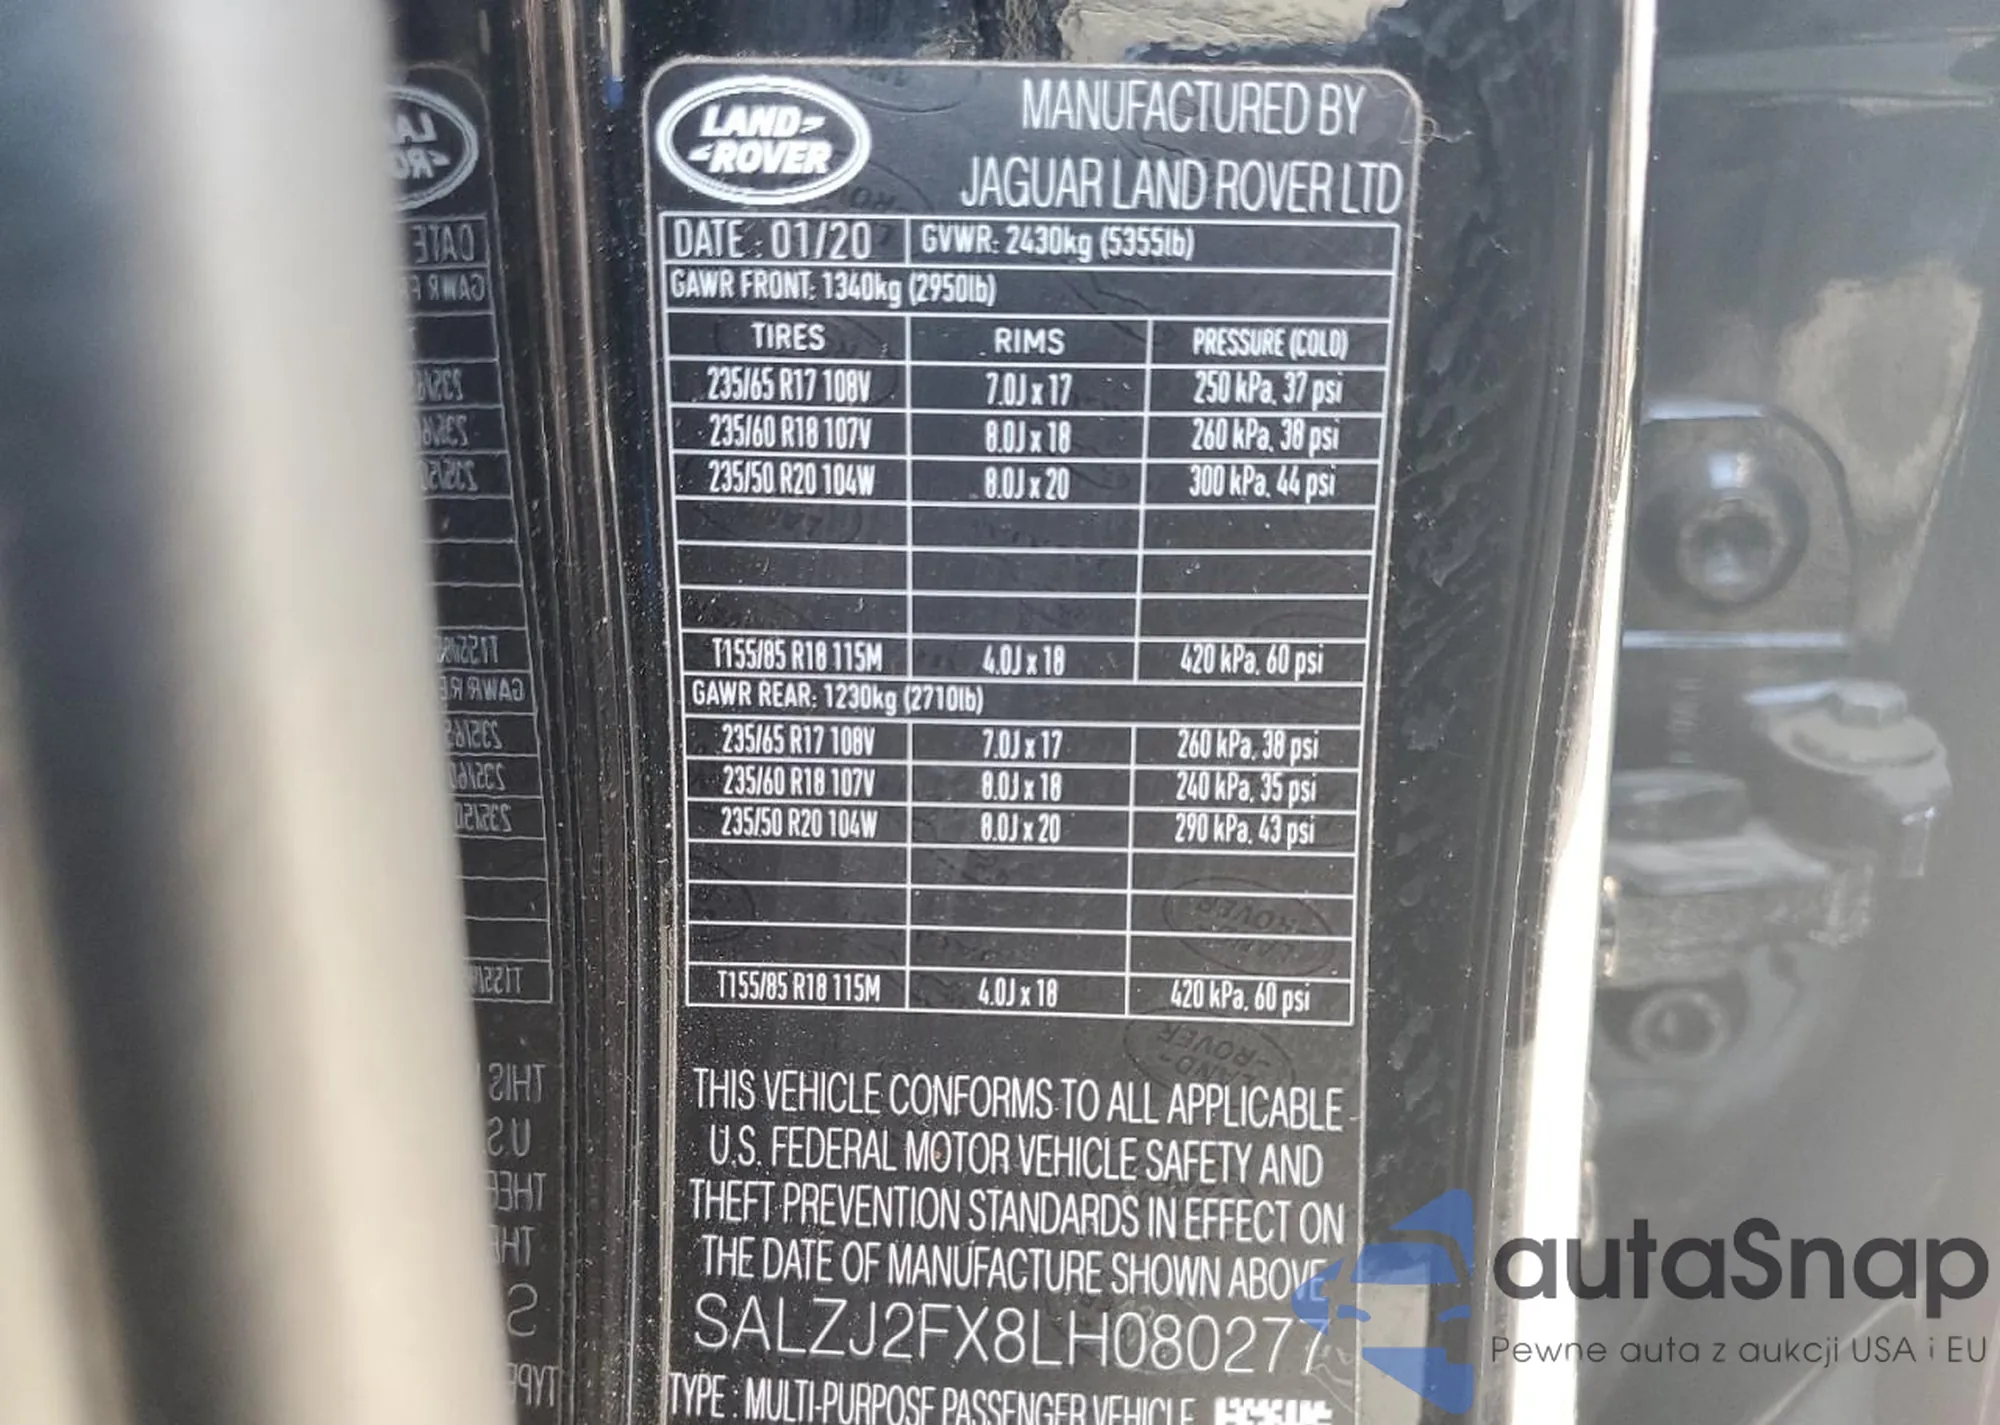 LAND-
-ROVER
MANUFACTURED BY
JAGUAR LAND ROVER LTD
DATE : 01/20 GVWR: 2430kg (5355lb)
GAWR FRONT: 1340kg (2950lb)
TIRES RIMS PRESSURE (COLD)
235/65 R17 108V 7.0J x 17 250 kPa, 37 psi
235/60 R18 107V 8.0J x 18 260 kPa, 38 psi
235/50 R20 104W 8.0J x 20 300 kPa, 44 psi
T155/85 R18 115M 4.0J x 18 420 kPa, 60 psi
GAWR REAR: 1230kg (2710lb)
235/65 R17 108V 7.0J x 17 260 kPa, 38 psi
235/60 R18 107V 8.0J x 18 240 kPa, 35 psi
235/50 R20 104W 8.0J x 20 290 kPa, 43 psi
T155/85 R18 115M 4.0J x 18 420 kPa, 60 psi
THIS VEHICLE CONFORMS TO ALL APPLICABLE
U.S. FEDERAL MOTOR VEHICLE SAFETY AND
THEFT PREVENTION STANDARDS IN EFFECT ON
THE DATE OF MANUFACTURE SHOWN ABOVE
SALZJ2FX8LH080277
TYPE : MULTI-PURPOSE PASSENGER VEHICLE
autaSnap
Pewne auta z aukcji USA i EU